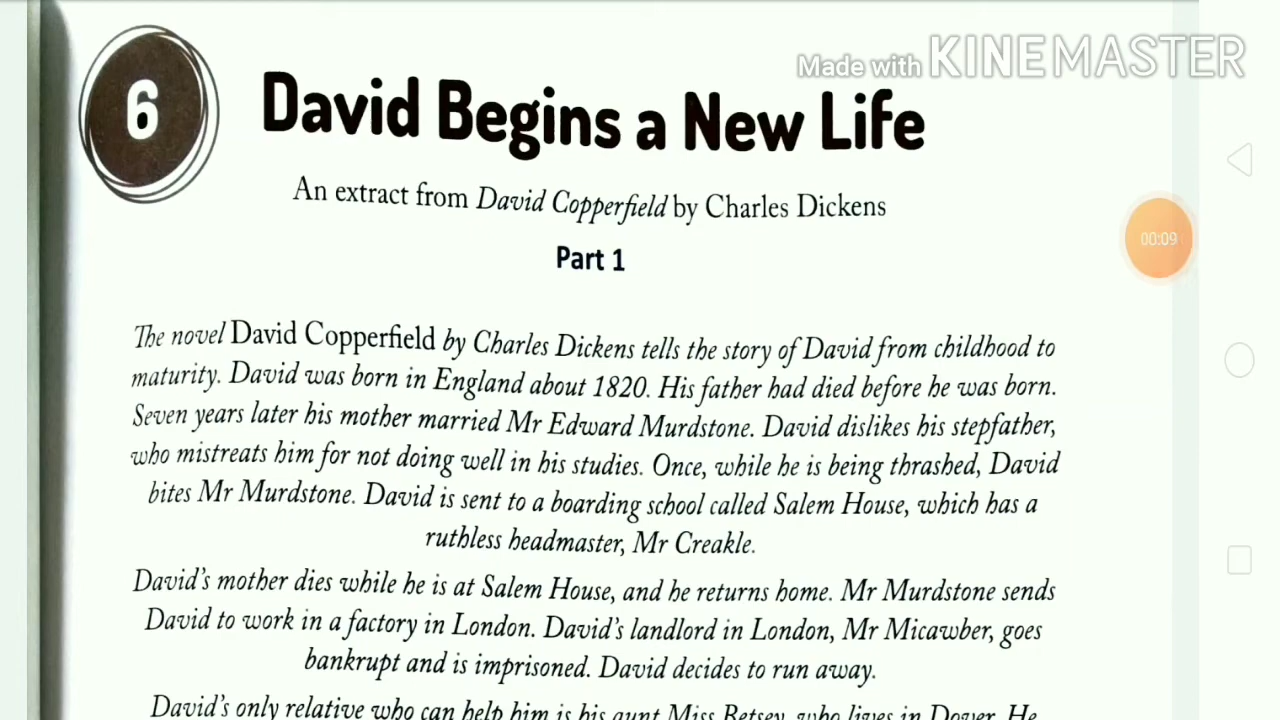 Made with KINEMASTER
6
David Begins a New Life
An extract from David Copperfield by Charles Dickens
00:09
Part 1
The novel David Copperfield by Charles Dickens tells the story of David from childhood to
maturity. David was born in England about 1820. His father had died before he was born.
Seven years later his mother married Mr Edward Murdstone. David dislikes his stepfather,
who mistreats him for not doing well in his studies. Once, while he is being thrashed, David
bites Mr Murdstone. David is sent to a boarding school called Salem House, which has a
ruthless headmaster, Mr Creakle.
David's mother dies while he is at Salem House, and he returns home. Mr Murdstone sends
David to work in a factory in London. David's landlord in London, Mr Micawber, goes
bankrupt and is imprisoned. David decides to run away.
David's only relative who can help him is his aunt Miss Betsey, who lives in Dover. He